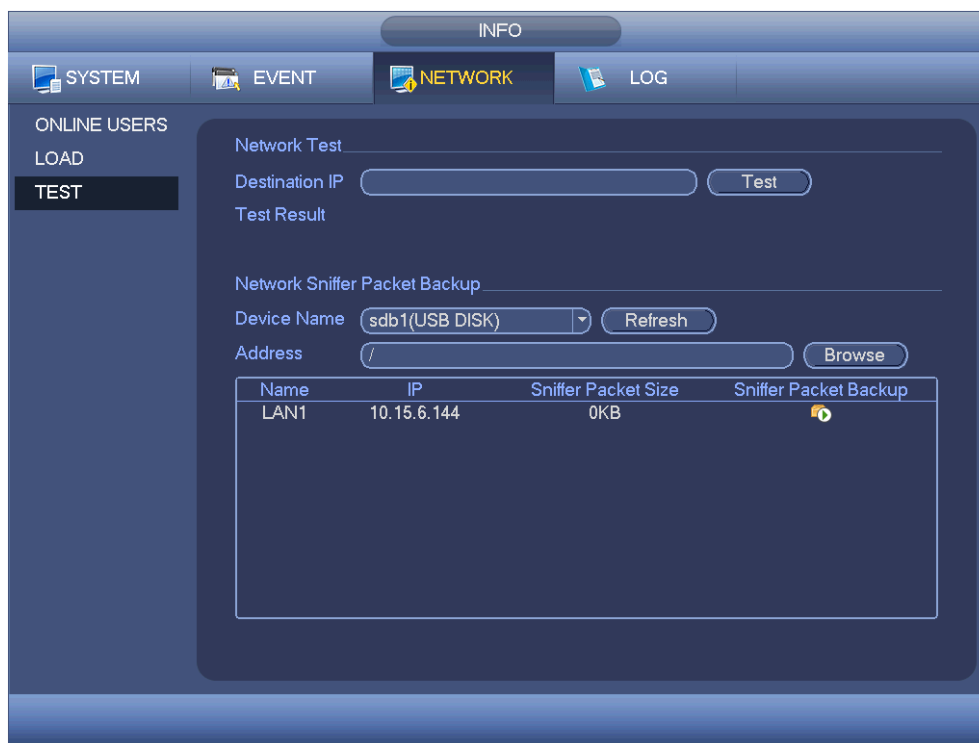 INFO
SYSTEM EVENT NETWORK LOG
ONLINE USERS
LOAD
TEST
Network Test
Destination IP Test
Test Result
Network Sniffer Packet Backup
Device Name sdb1(USB DISK) Refresh
Address / Browse
Name IP Sniffer Packet Size Sniffer Packet Backup
LAN1 10.15.6.144 0KB